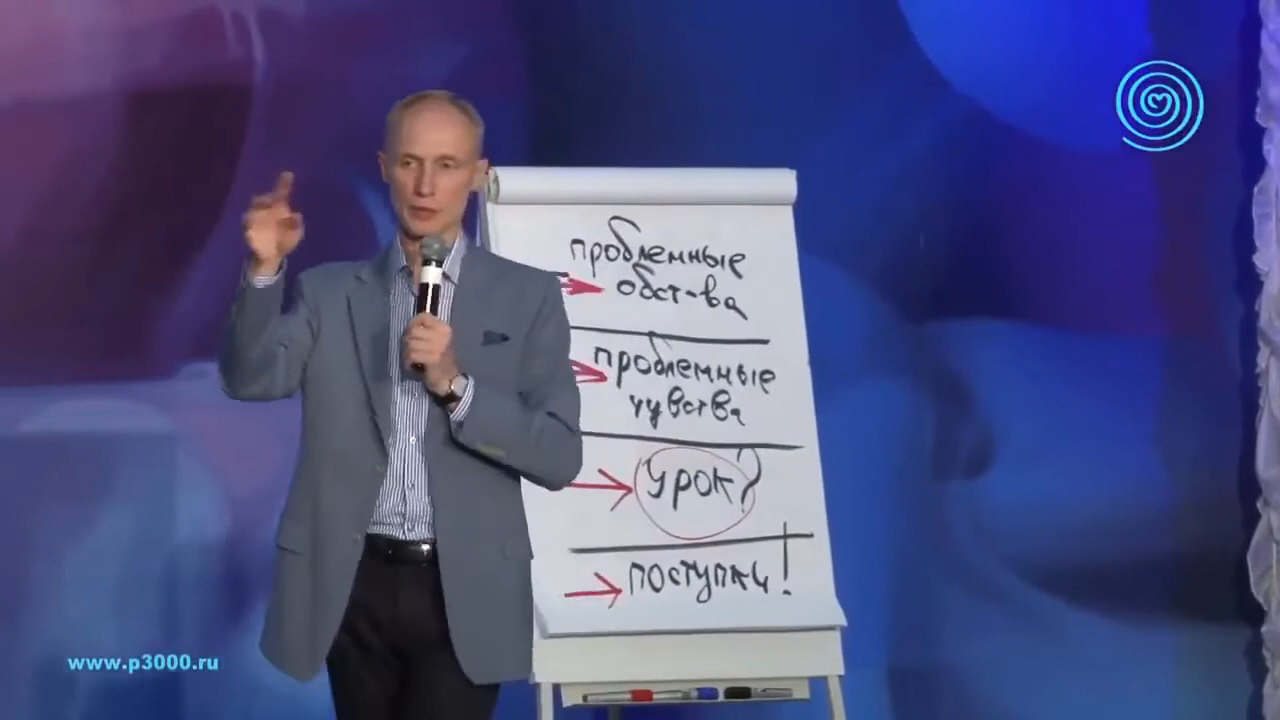 проблемные
обст-ва
проблемные
чувства
Урок?
поступки!
www.p3000.ru